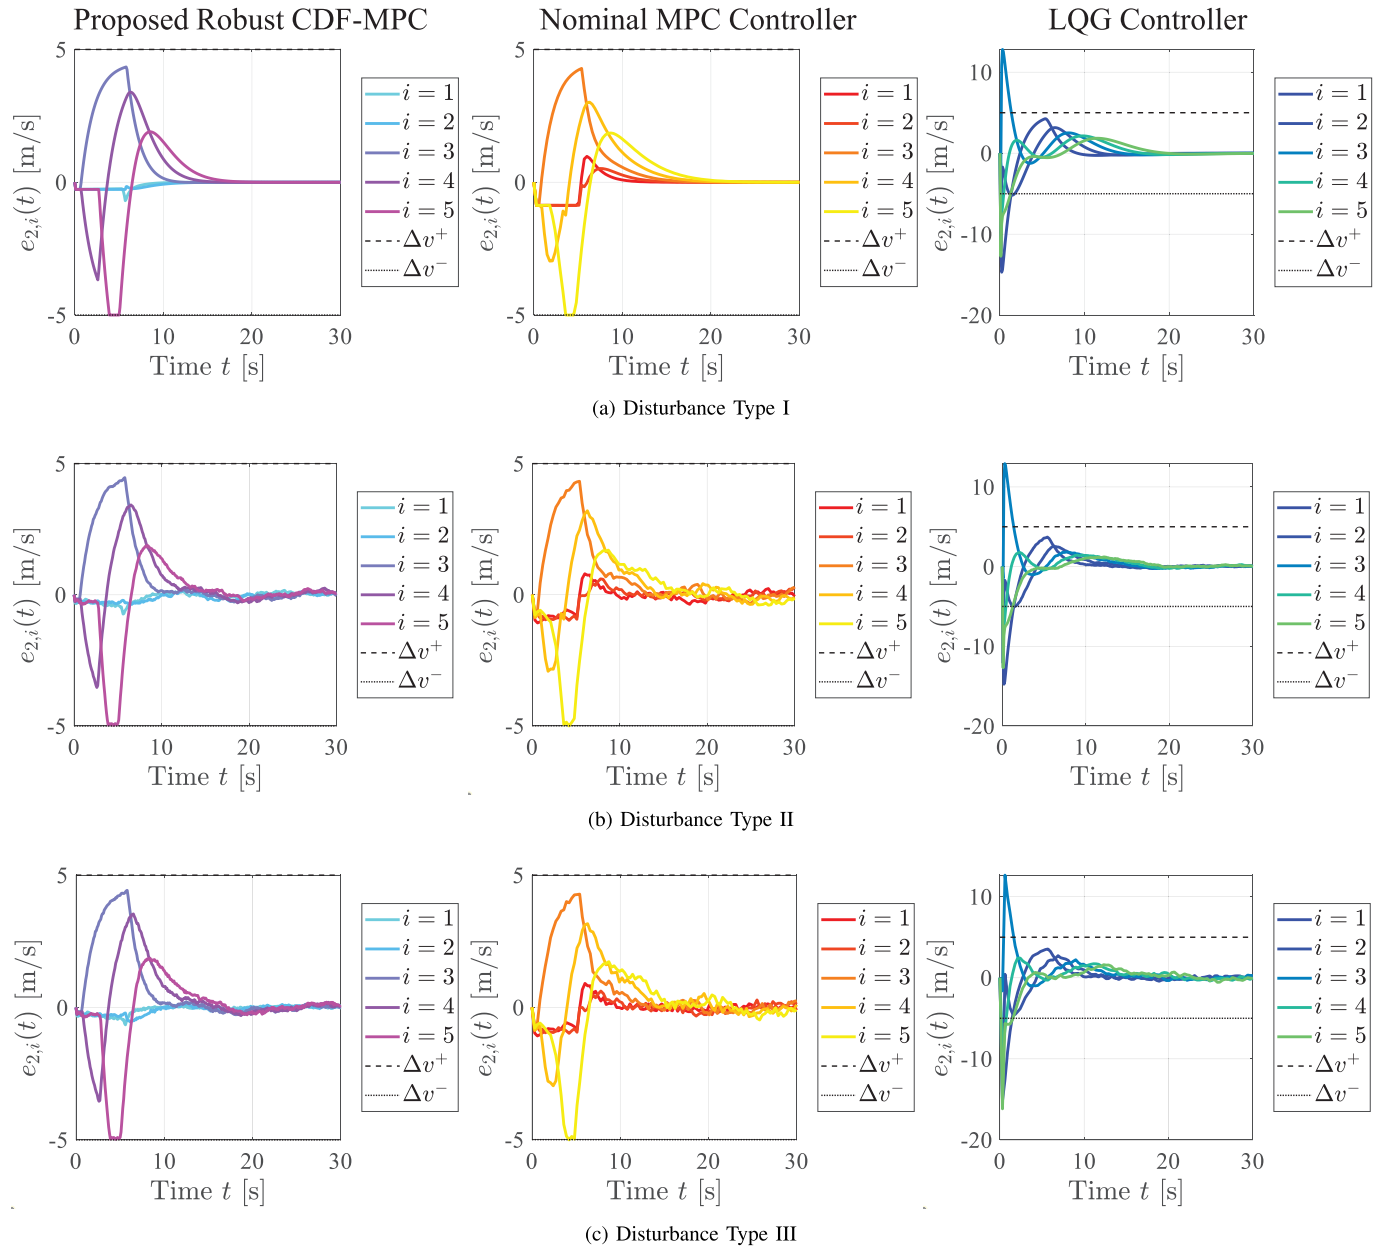 Proposed Robust CDF-MPC
Nominal MPC Controller
LQG Controller
5
0
-5
0
10
20
30
e2,i(t) [m/s]
Time t [s]
i = 1
i = 2
i = 3
i = 4
i = 5
Δv+
Δv−
5
0
-5
0
10
20
30
e2,i(t) [m/s]
Time t [s]
i = 1
i = 2
i = 3
i = 4
i = 5
Δv+
Δv−
10
0
-10
-20
0
10
20
30
e2,i(t) [m/s]
Time t [s]
i = 1
i = 2
i = 3
i = 4
i = 5
Δv+
Δv−
(a) Disturbance Type I
5
0
-5
0
10
20
30
e2,i(t) [m/s]
Time t [s]
i = 1
i = 2
i = 3
i = 4
i = 5
Δv+
Δv−
5
0
-5
0
10
20
30
e2,i(t) [m/s]
Time t [s]
i = 1
i = 2
i = 3
i = 4
i = 5
Δv+
Δv−
10
0
-10
-20
0
10
20
30
e2,i(t) [m/s]
Time t [s]
i = 1
i = 2
i = 3
i = 4
i = 5
Δv+
Δv−
(b) Disturbance Type II
5
0
-5
0
10
20
30
e2,i(t) [m/s]
Time t [s]
i = 1
i = 2
i = 3
i = 4
i = 5
Δv+
Δv−
5
0
-5
0
10
20
30
e2,i(t) [m/s]
Time t [s]
i = 1
i = 2
i = 3
i = 4
i = 5
Δv+
Δv−
10
0
-10
-20
0
10
20
30
e2,i(t) [m/s]
Time t [s]
i = 1
i = 2
i = 3
i = 4
i = 5
Δv+
Δv−
(c) Disturbance Type III